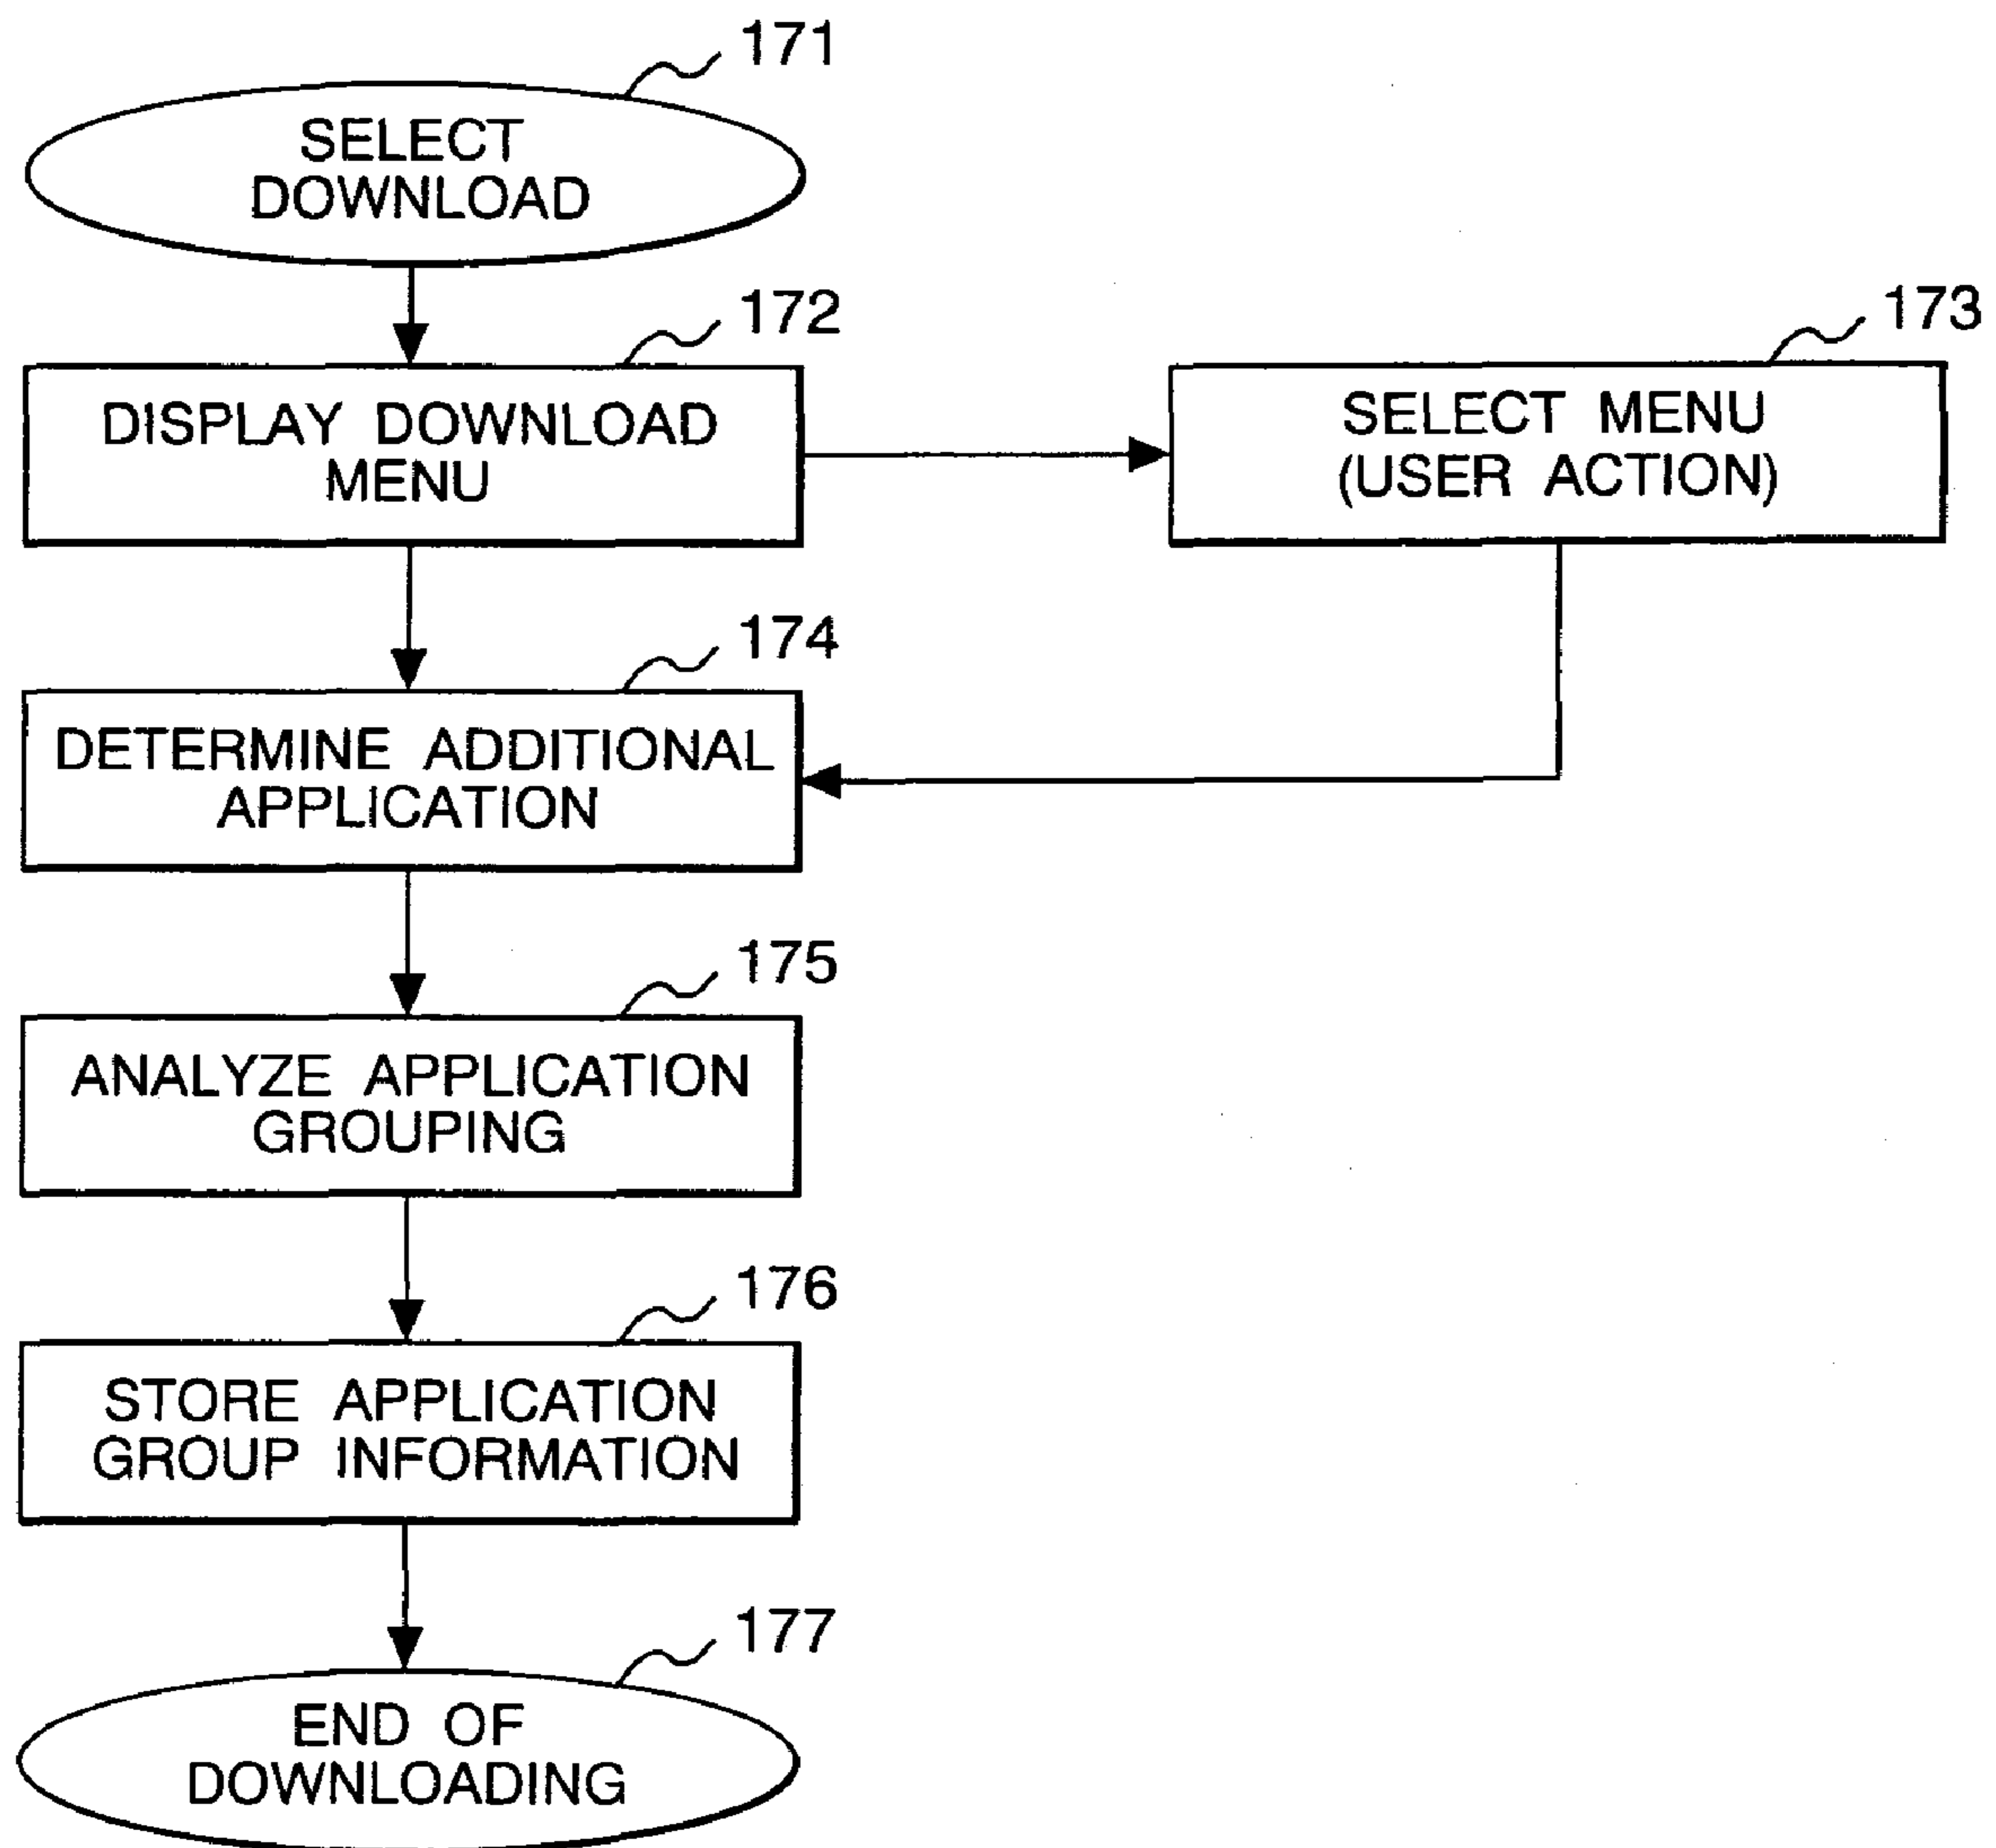 171
SELECT
DOWNLOAD
172
DISPLAY DOWNLOAD
MENU
173
SELECT MENU
(USER ACTION)
174
DETERMINE ADDITIONAL
APPLICATION
175
ANALYZE APPLICATION
GROUPING
176
STORE APPLICATION
GROUP INFORMATION
177
END OF
DOWNLOADING